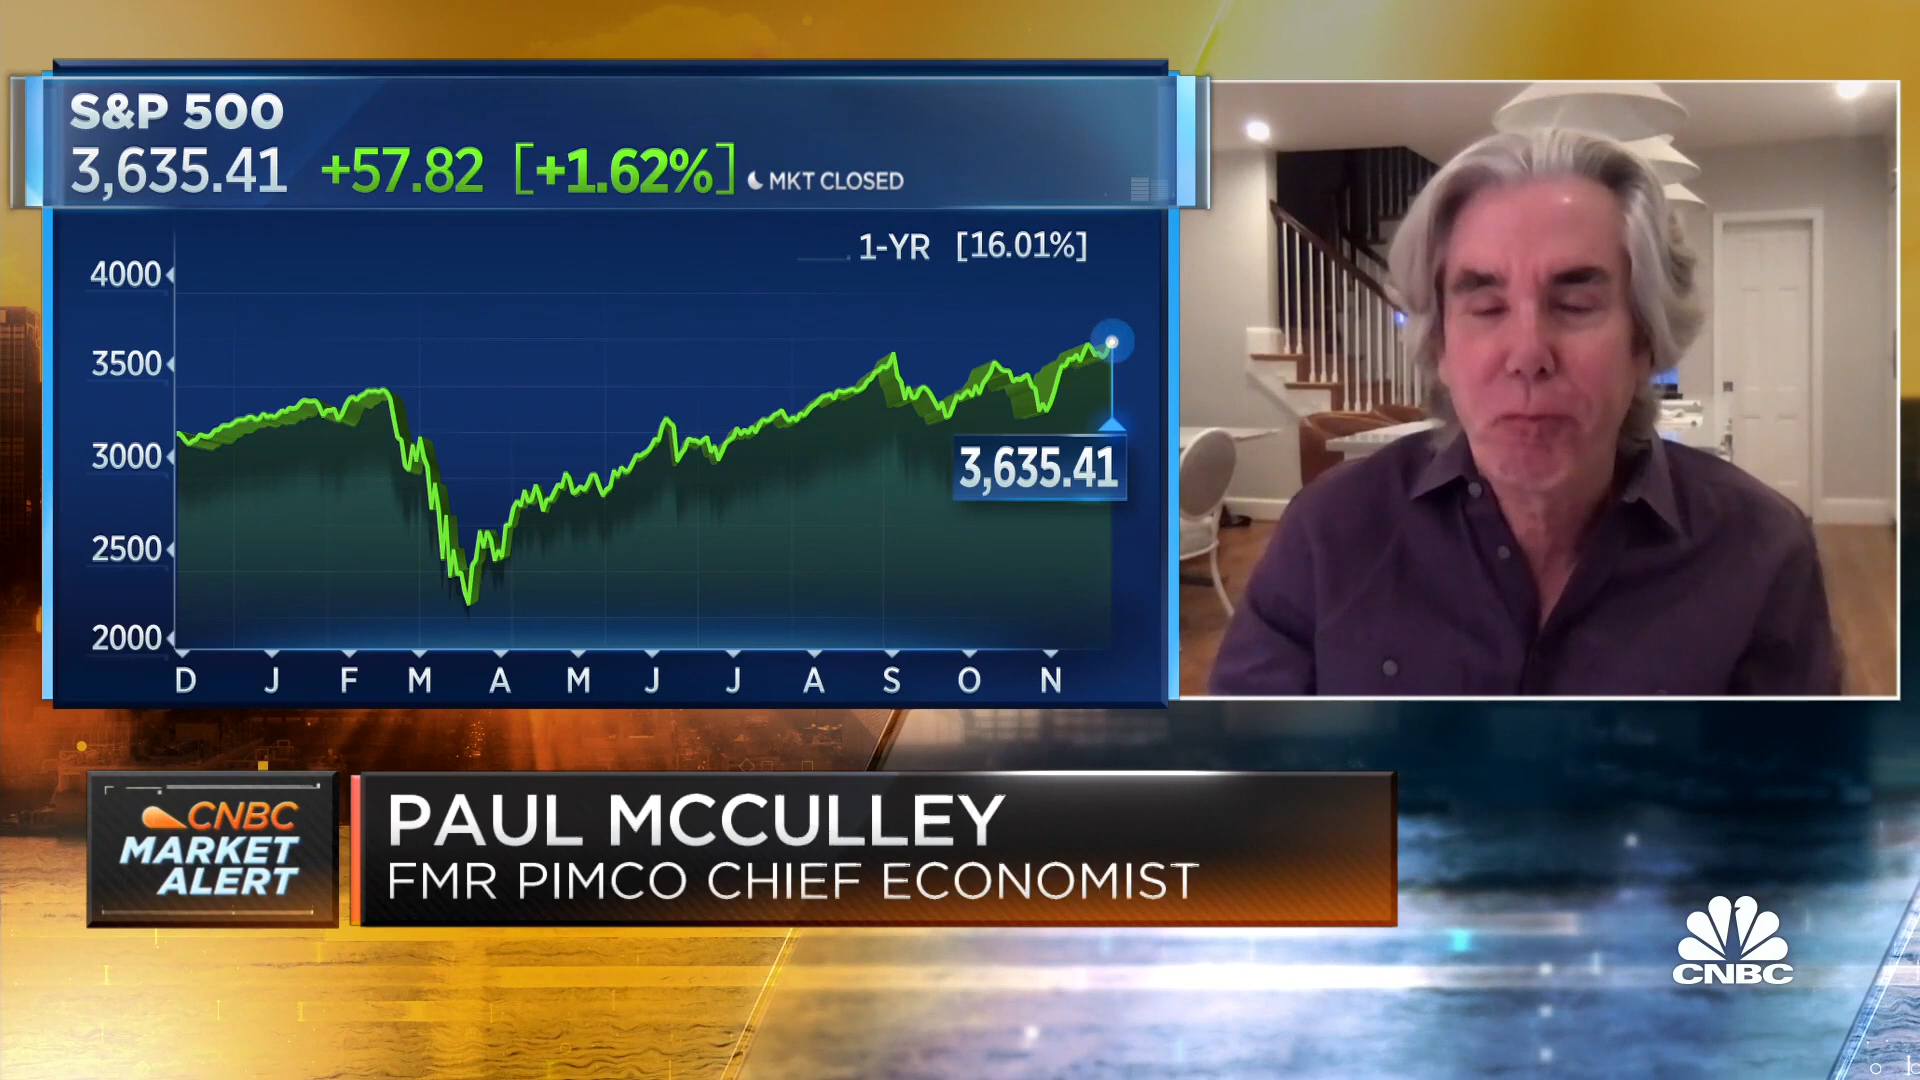 S&P 500
3,635.41 +57.82 [+1.62%] MKT CLOSED
1-YR [16.01%]
4000
3500
3000
2500
2000
3,635.41
D J F M A M J J A S O N
CNBC
MARKET
ALERT
PAUL MCCULLEY
FMR PIMCO CHIEF ECONOMIST
CNBC